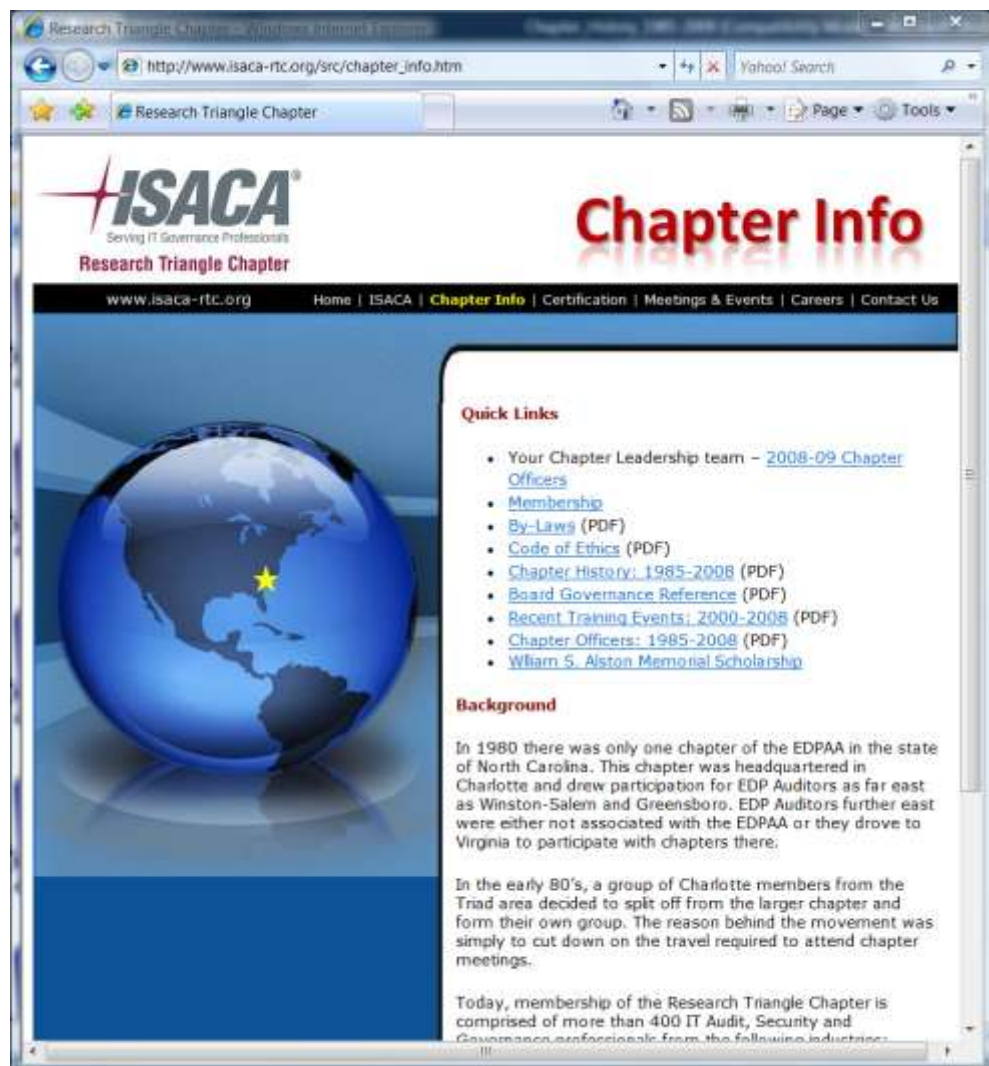 Research Triangle Chapter - Windows Internet Explorer
http://www.isaca-rtc.org/src/chapter_info.htm
Yahoo! Search
Research Triangle Chapter
Page
Tools
ISACA®
Serving IT Governance Professionals
Research Triangle Chapter
Chapter Info
www.isaca-rtc.org
Home | ISACA | Chapter Info | Certification | Meetings & Events | Careers | Contact Us
Quick Links
• Your Chapter Leadership team – 2008-09 Chapter
Officers
• Membership
• By-Laws (PDF)
• Code of Ethics (PDF)
• Chapter History: 1985-2008 (PDF)
• Board Governance Reference (PDF)
• Recent Training Events: 2000-2008 (PDF)
• Chapter Officers: 1985-2008 (PDF)
• Wlliam S. Alston Memorial Scholarship
Background
In 1980 there was only one chapter of the EDPAA in the state
of North Carolina. This chapter was headquartered in
Charlotte and drew participation for EDP Auditors as far east
as Winston-Salem and Greensboro. EDP Auditors further east
were either not associated with the EDPAA or they drove to
Virginia to participate with chapters there.
In the early 80's, a group of Charlotte members from the
Triad area decided to split off from the larger chapter and
form their own group. The reason behind the movement was
simply to cut down on the travel required to attend chapter
meetings.
Today, membership of the Research Triangle Chapter is
comprised of more than 400 IT Audit, Security and
Governance professionals from the following industries: